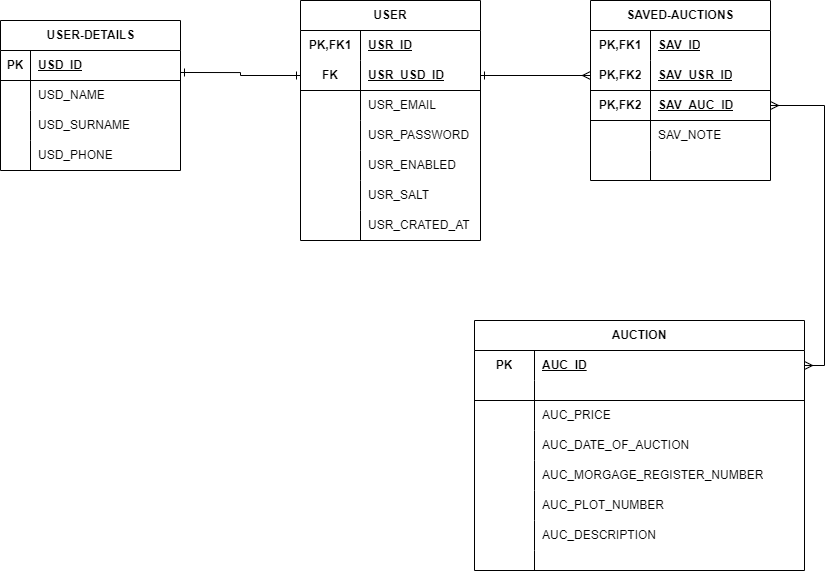 USER-DETAILS
PK USD_ID
USD_NAME
USD_SURNAME
USD_PHONE
USER
PK,FK1 USR_ID
FK USR_USD_ID
USR_EMAIL
USR_PASSWORD
USR_ENABLED
USR_SALT
USR_CRATED_AT
SAVED-AUCTIONS
PK,FK1 SAV_ID
PK,FK2 SAV_USR_ID
PK,FK2 SAV_AUC_ID
SAV_NOTE
AUCTION
PK AUC_ID
AUC_PRICE
AUC_DATE_OF_AUCTION
AUC_MORGAGE_REGISTER_NUMBER
AUC_PLOT_NUMBER
AUC_DESCRIPTION